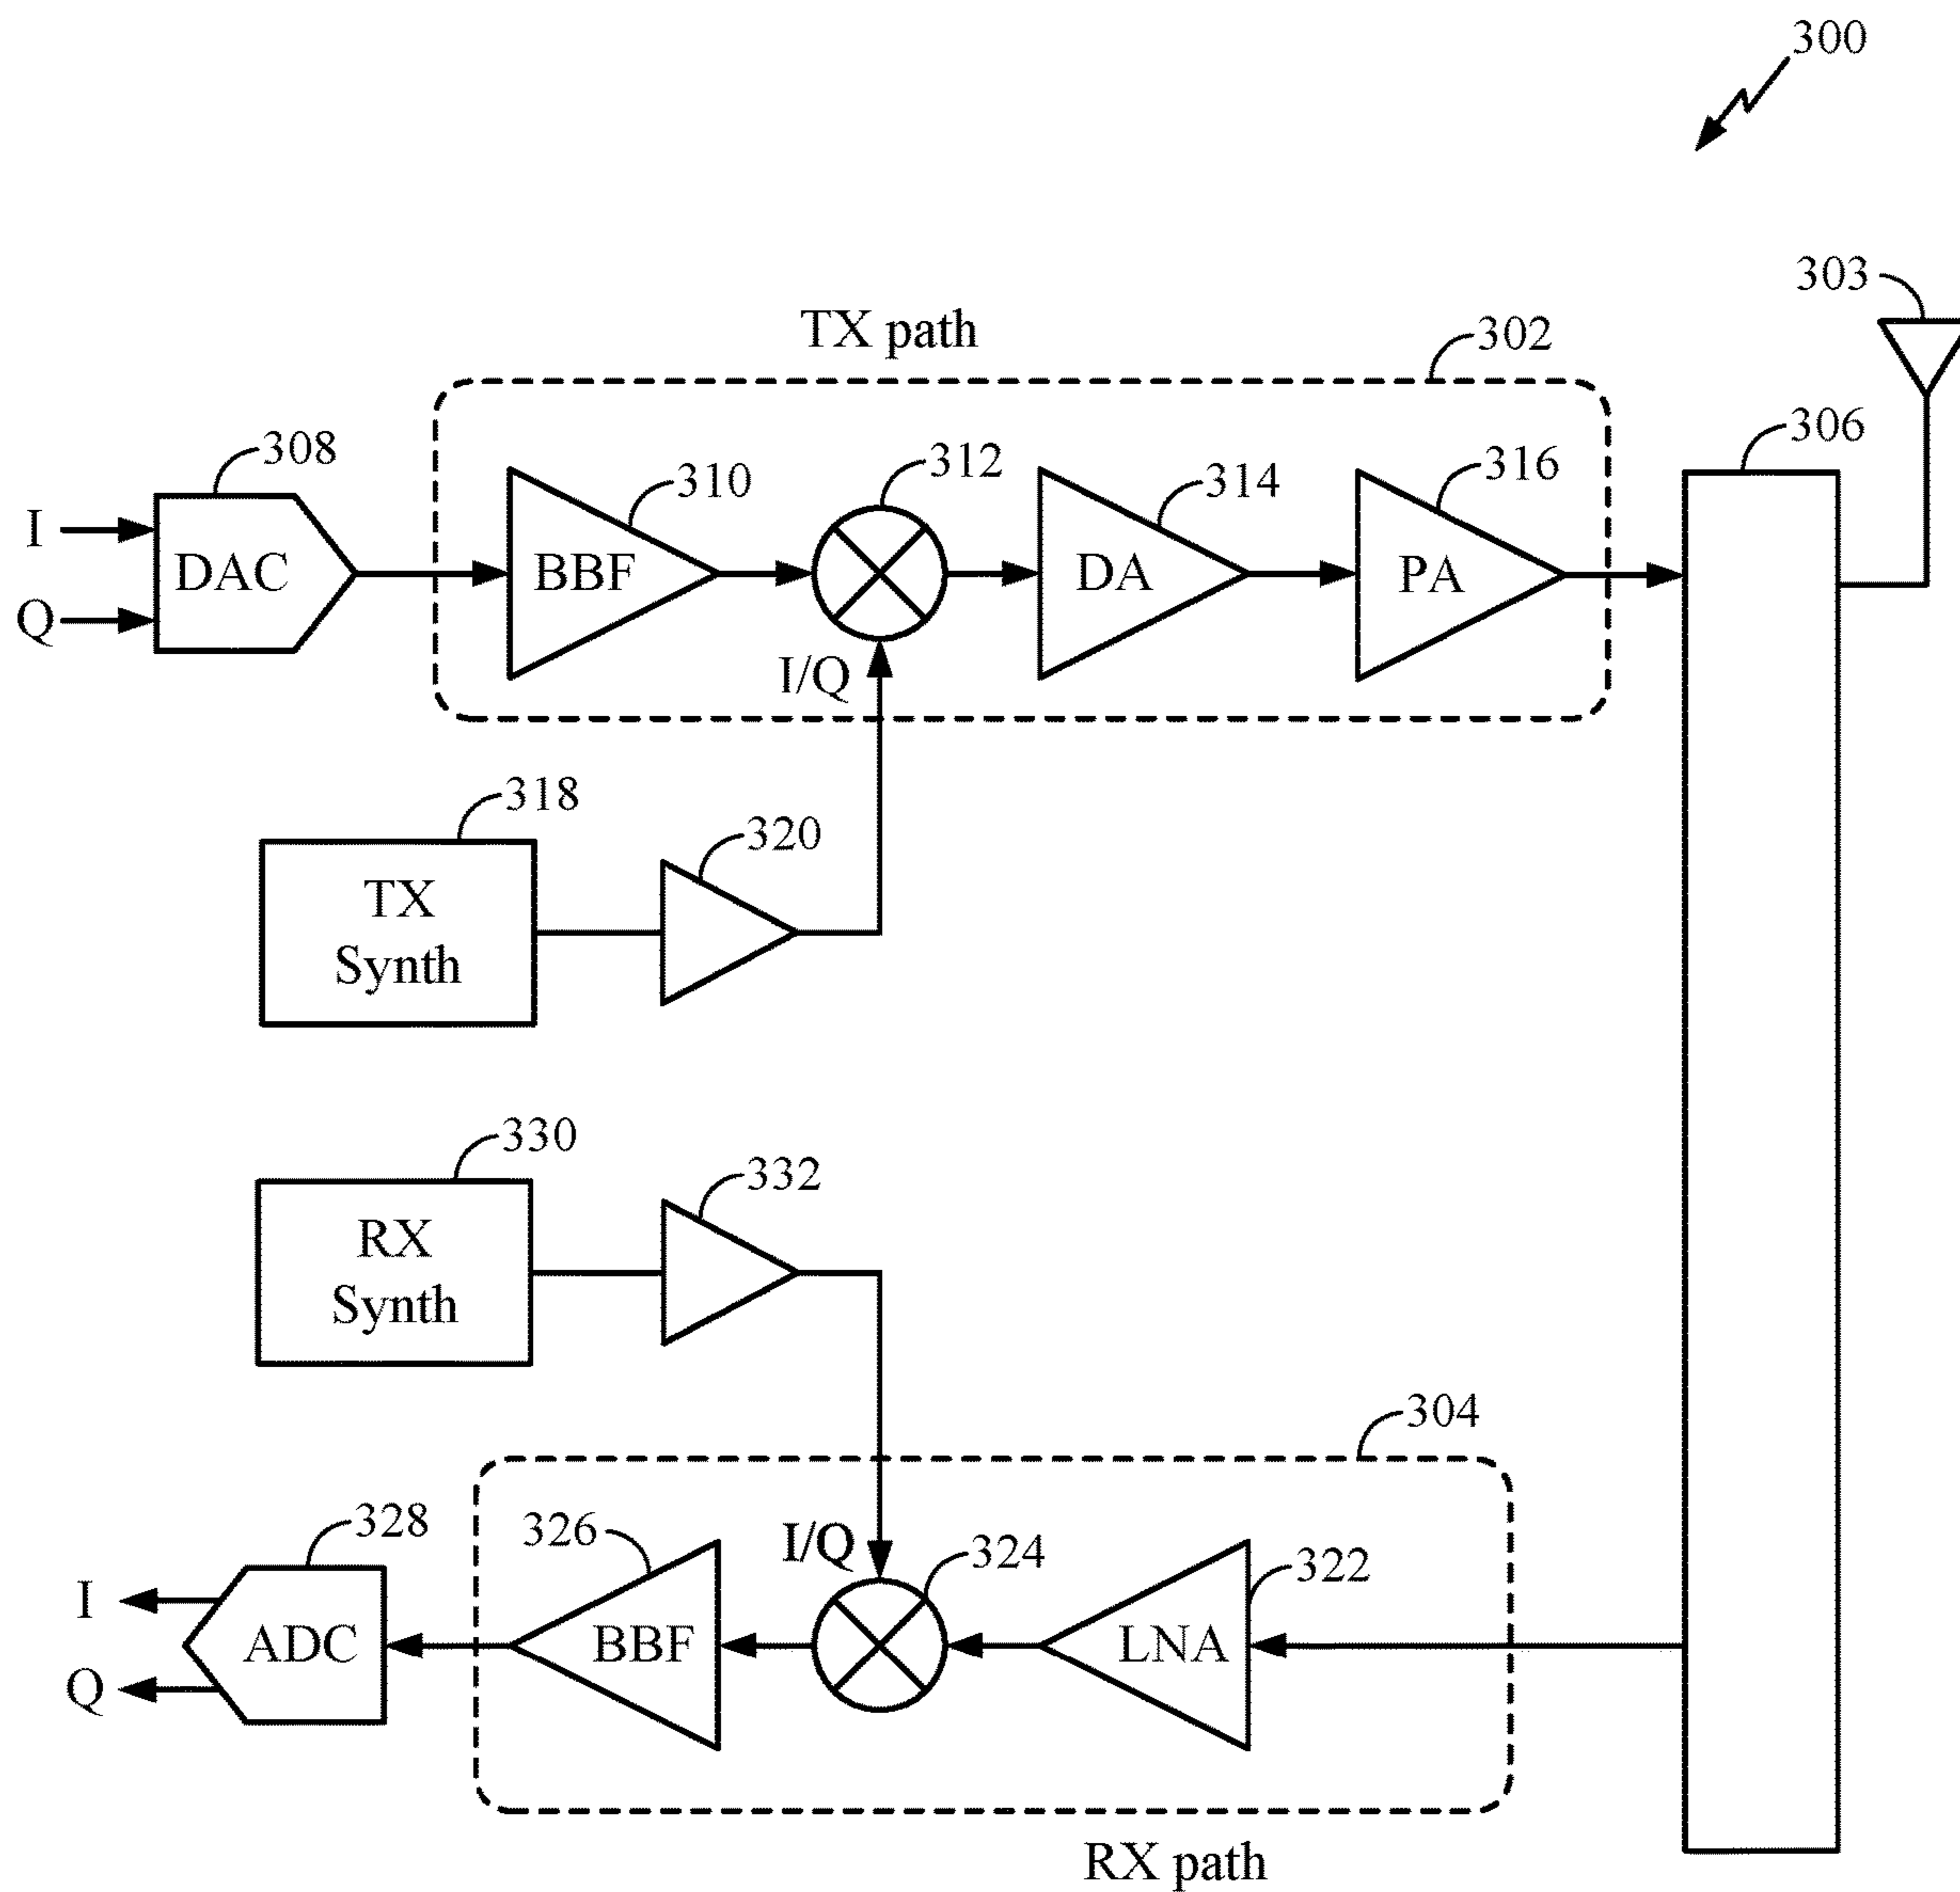 300
303
TX path
302
306
308
310
312
314
316
I
DAC
BBF
DA
PA
Q
I/Q
318
320
TX
Synth
330
332
RX
Synth
304
328
326
I/Q
324
322
I
ADC
BBF
LNA
Q
RX path